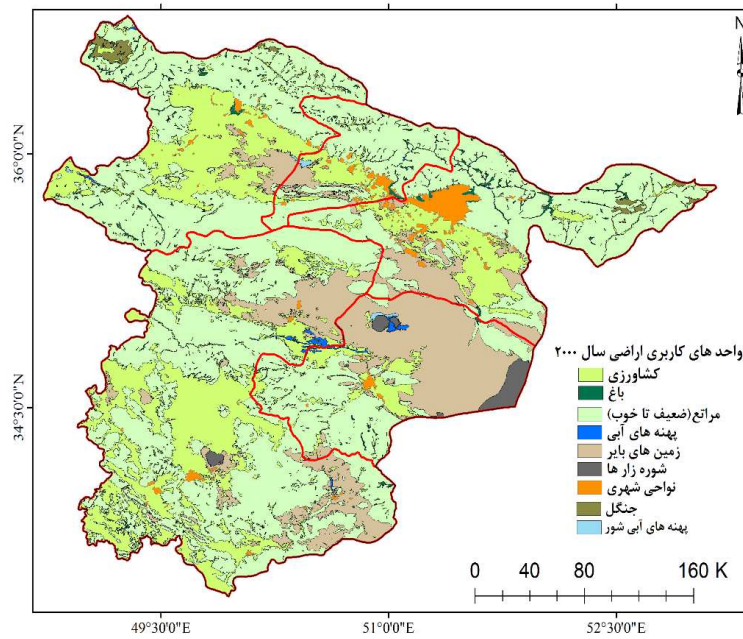 N
36°0'0"N
34°30'0"N
واحد های کاربری اراضی سال ۲۰۰۰
کشاورزی
باغ
مراتع(ضعیف تا خوب)
پهنه های آبی
زمین های بایر
شوره زار ها
نواحی شهری
جنگل
پهنه های آبی شور
0 40 80 160 K
49°30'0"E 51°0'0"E 52°30'0"E